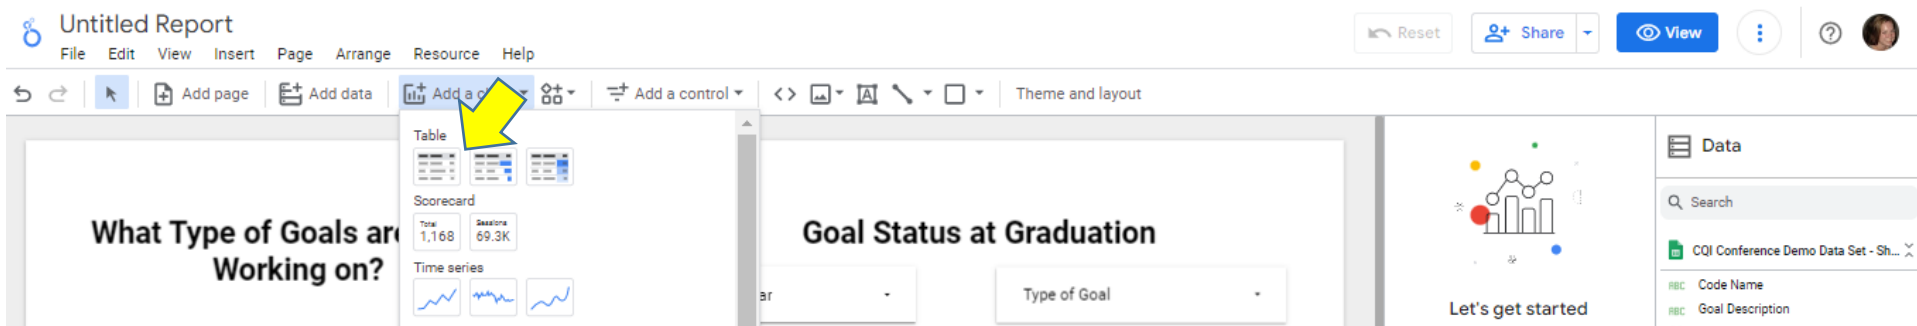 Untitled Report
File Edit View Insert Page Arrange Resource Help
Reset Share View
Add page Add data Add a Add a control Theme and layout
Table
Scorecard
Total 1,168 Sessions 69.3K
Time series
What Type of Goals are
Working on?
Goal Status at Graduation
ar Type of Goal
Let's get started
Data
Search
CQI Conference Demo Data Set - Sh...
ABC Code Name
ABC Goal Description